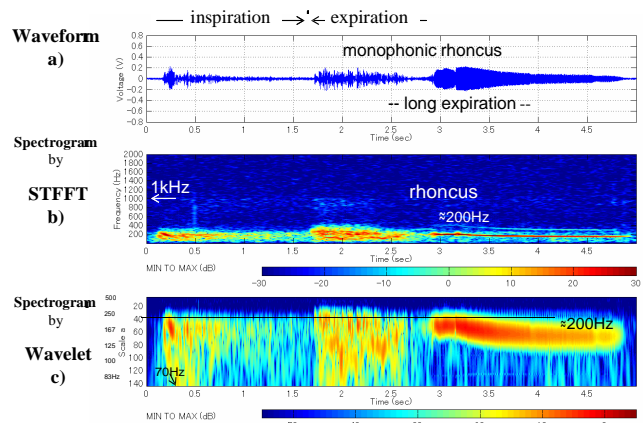 inspiration expiration
Waveform
a)
0.8
0.6
0.4
0.2
0
-0.2
-0.4
-0.6
-0.8
Voltage (V)
monophonic rhoncus
-- long expiration --
0 0.5 1 1.5 2 2.5 3 3.5 4 4.5
Time (sec)
Spectrogram
by
STFFT
b)
2000
1800
1600
1400
1200
1000
800
600
400
200
Frequency (Hz)
1kHz
rhoncus
≈200Hz
0 0.5 1 1.5 2 2.5 3 3.5 4 4.5
Time (sec)
MIN TO MAX (dB)
-30 -20 -10 0 10 20 30
Spectrogram
by
Wavelet
c)
500
250
167
125
100
83Hz
Scale a
20
40
60
80
100
120
140
70Hz
≈200Hz
0 0.5 1 1.5 2 2.5 3 3.5 4 4.5
Time (sec)
MIN TO MAX (dB)